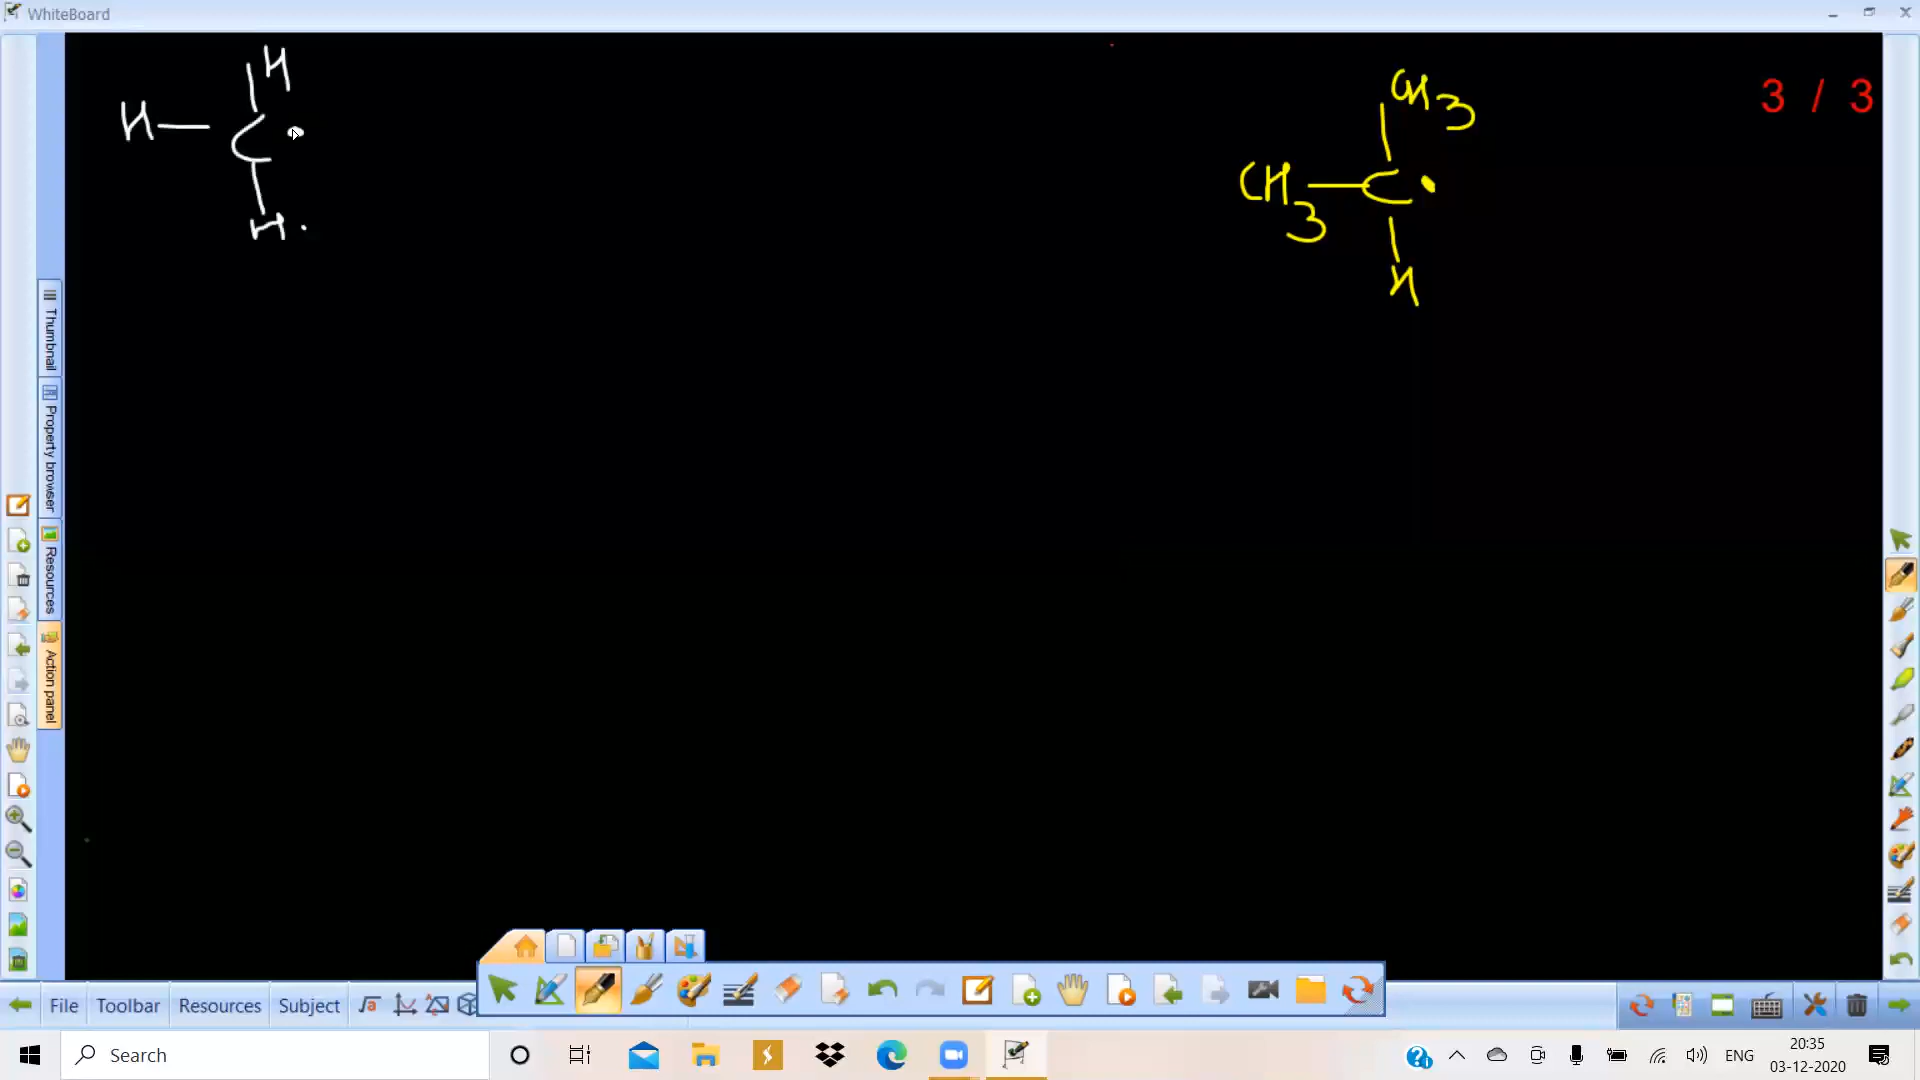 WhiteBoard
H
H — C •
H .
CH3
CH3 — C •
H
3 / 3
Thumbnail
Property browser
Resources
Action panel
File Toolbar Resources Subject
Search
ENG
20:35
03-12-2020